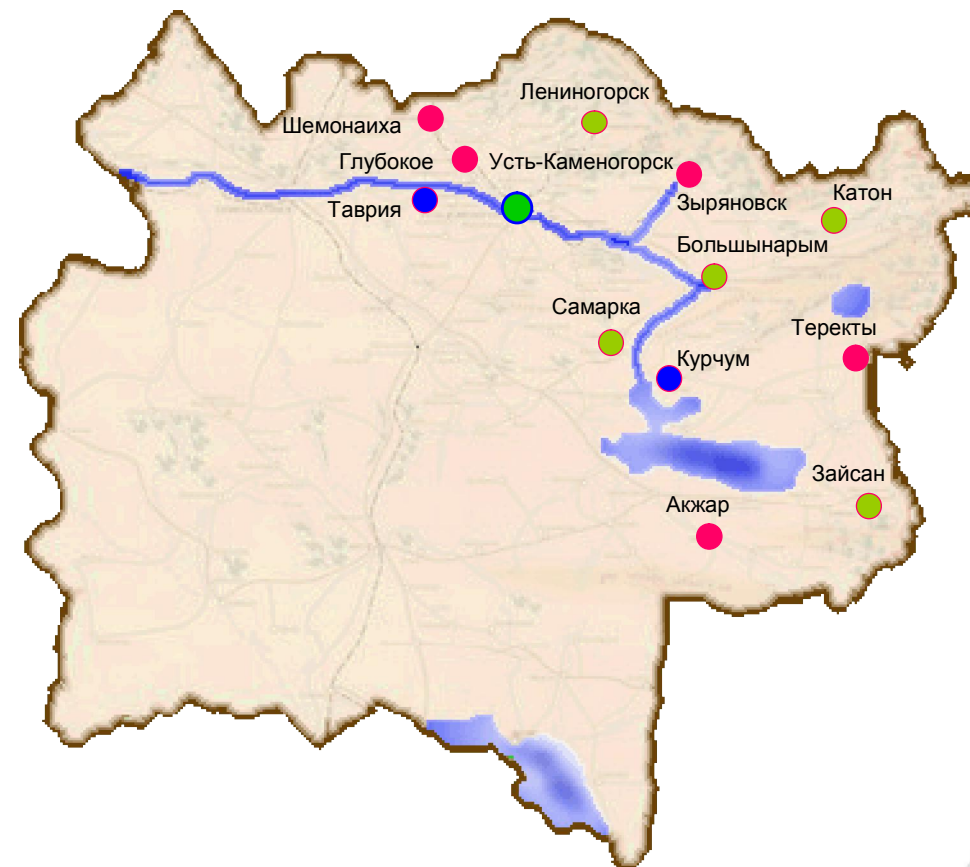 Лениногорск
Шемонаиха
Глубокое
Усть-Каменогорск
Таврия
Зыряновск
Катон
Большынарым
Самарка
Теректы
Курчум
Зайсан
Акжар